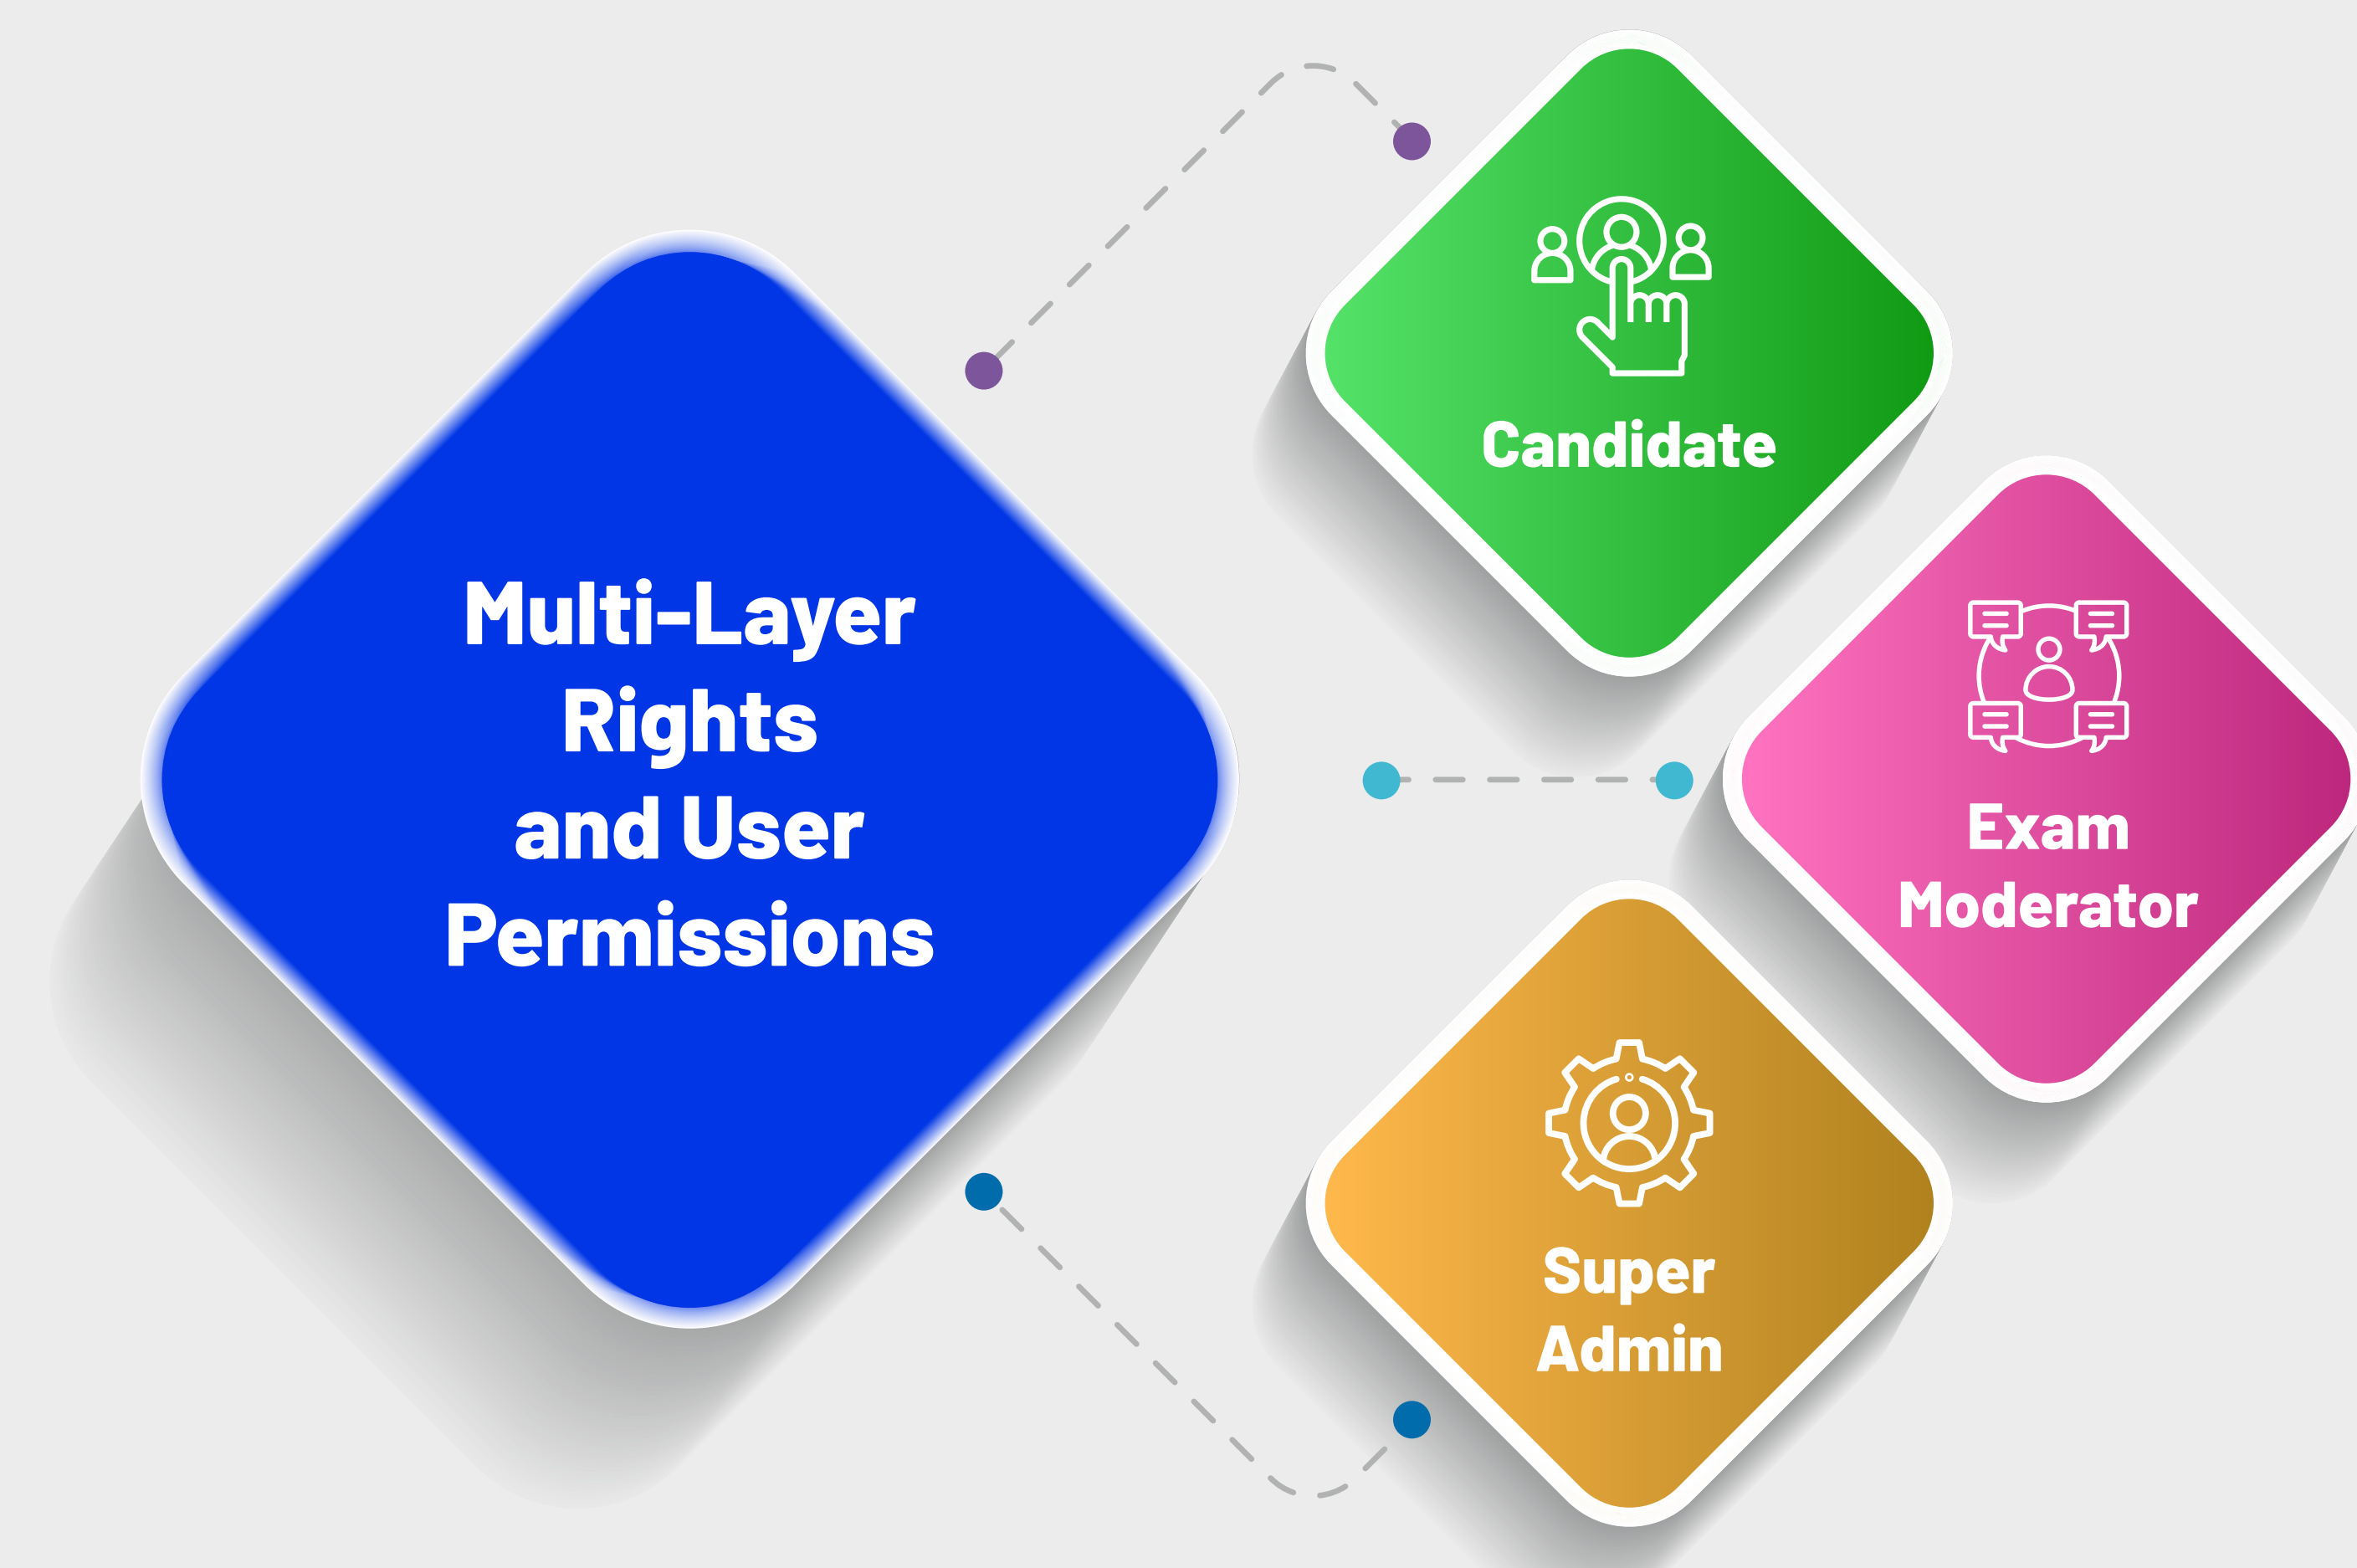 Multi-Layer
Rights
and User
Permissions
Candidate
Exam
Moderator
Super
Admin